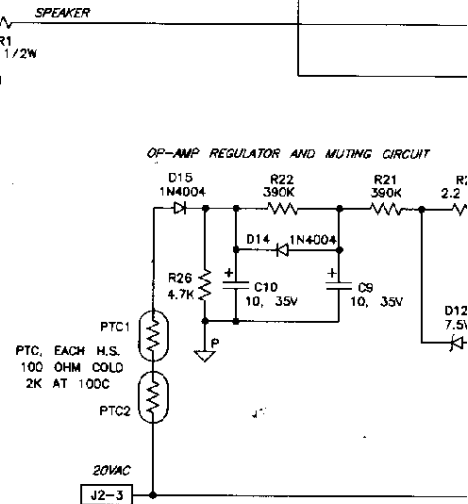 SPEAKER
R1
1/2W
OP-AMP REGULATOR AND MUTING CIRCUIT
D15
1N4004
R22
390K
R21
390K
2.2
D14 1N4004
R26
4.7K
+
C10
10, 35V
+
C9
10, 35V
D12
7.5V
P
PTC1
PTC, EACH H.S.
100 OHM COLD
2K AT 100C
PTC2
20VAC
J2-3